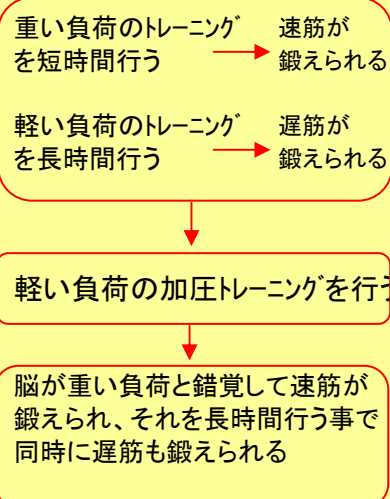 重い負荷のﾄﾚｰﾆﾝｸﾞ
を短時間行う
速筋が
鍛えられる
軽い負荷のﾄﾚｰﾆﾝｸﾞ
を長時間行う
遅筋が
鍛えられる
軽い負荷の加圧ﾄﾚｰﾆﾝｸﾞを行う
脳が重い負荷と錯覚して速筋が
鍛えられ、それを長時間行う事で
同時に遅筋も鍛えられる